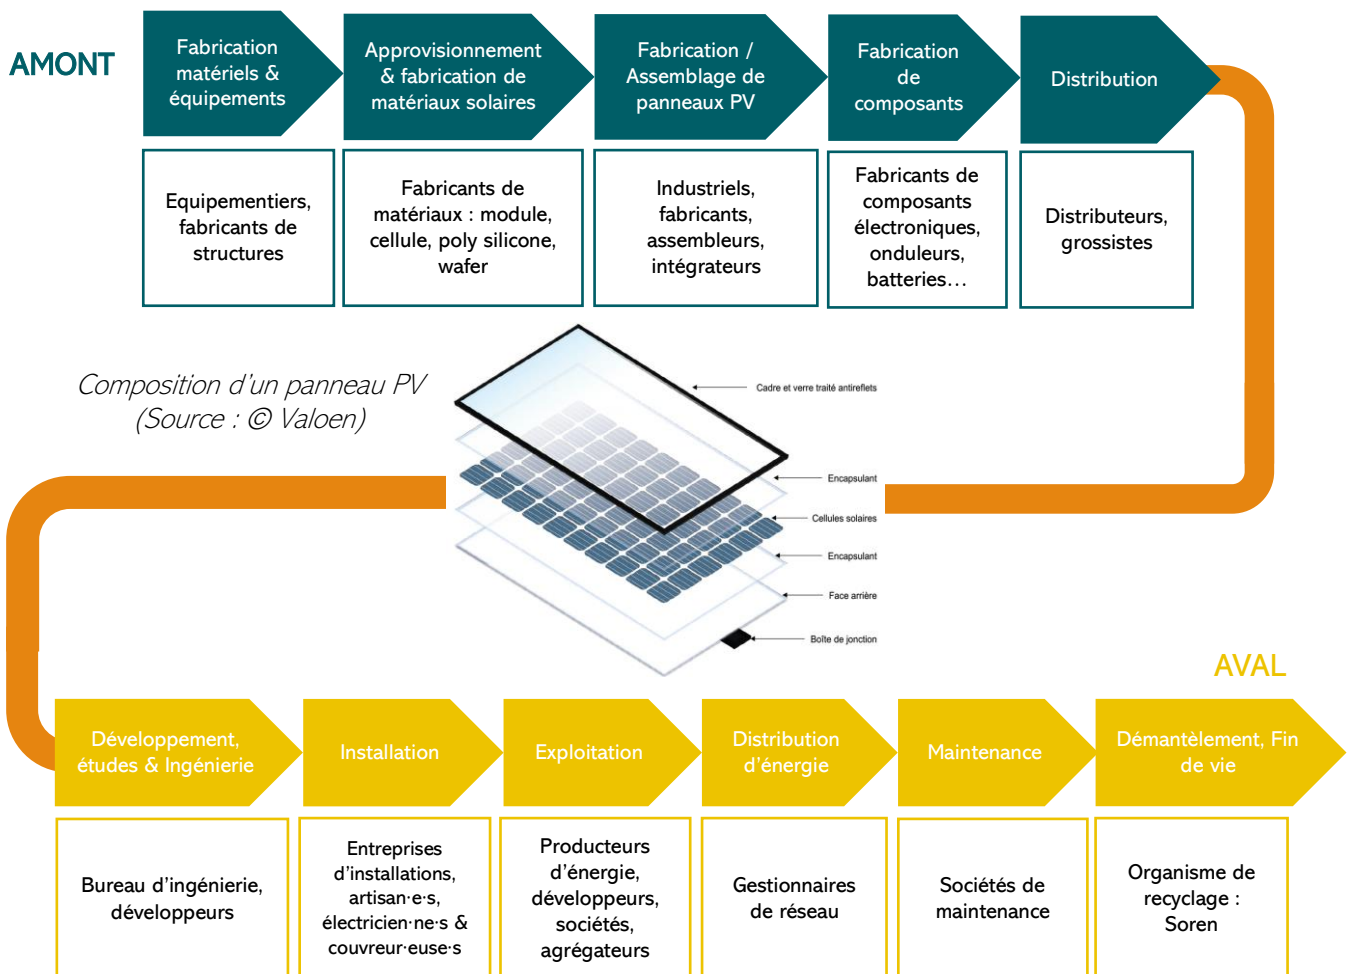 AMONT
Fabrication
matériels &
équipements
Approvisionnement
& fabrication de
matériaux solaires
Fabrication /
Assemblage de
panneaux PV
Fabrication
de
composants
Distribution
Equipementiers,
fabricants de
structures
Fabricants de
matériaux : module,
cellule, poly silicone,
wafer
Industriels,
fabricants,
assembleurs,
intégrateurs
Fabricants de
composants
électroniques,
onduleurs,
batteries…
Distributeurs,
grossistes
Composition d'un panneau PV
(Source : © Valoen)
Cadre et verre traité antireflets
Encapsulant
Cellules solaires
Encapsulant
Face arrière
Boîte de jonction
AVAL
Développement,
études & Ingénierie
Installation
Exploitation
Distribution
d'énergie
Maintenance
Démantèlement, Fin
de vie
Bureau d'ingénierie,
développeurs
Entreprises
d'installations,
artisan·e·s,
électricien·ne·s &
couvreur·euse·s
Producteurs
d'énergie,
développeurs,
sociétés,
agrégateurs
Gestionnaires
de réseau
Sociétés de
maintenance
Organisme de
recyclage :
Soren